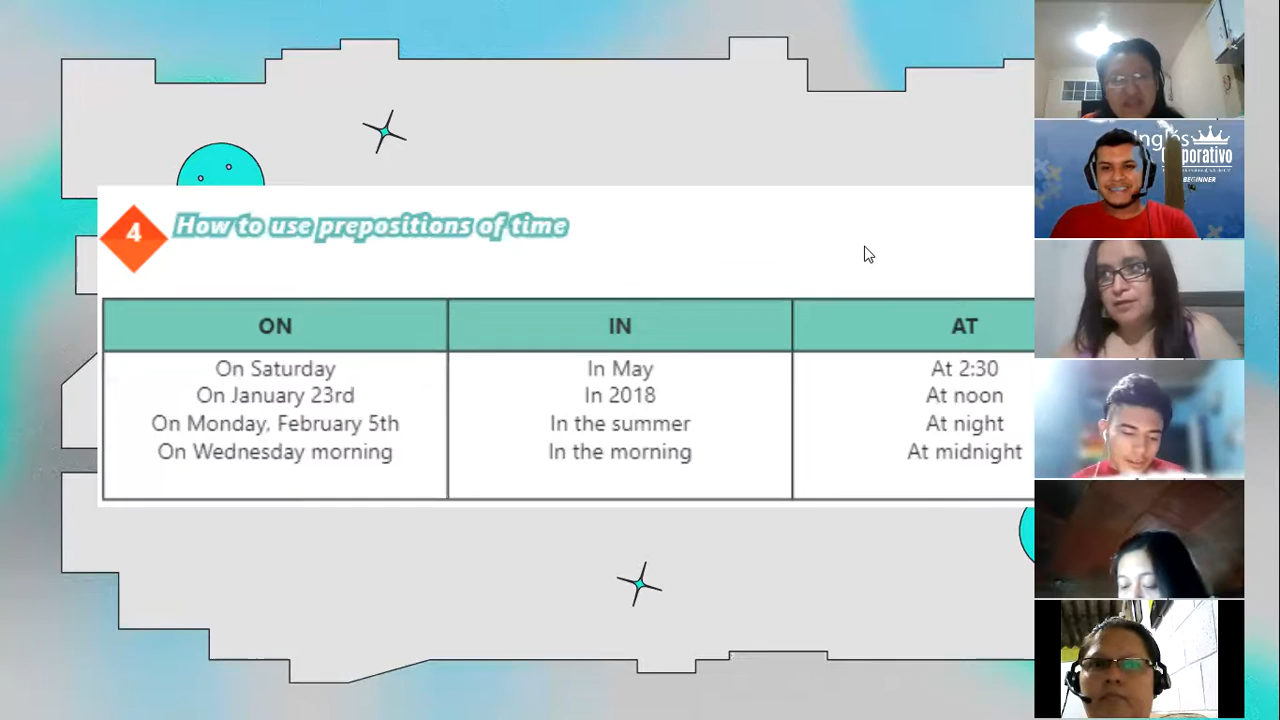 4
How to use prepositions of time
ON
IN
AT
On Saturday
In May
At 2:30
On January 23rd
In 2018
At noon
On Monday, February 5th
In the summer
At night
On Wednesday morning
In the morning
At midnight
Inglés
porativo
BEGINNER